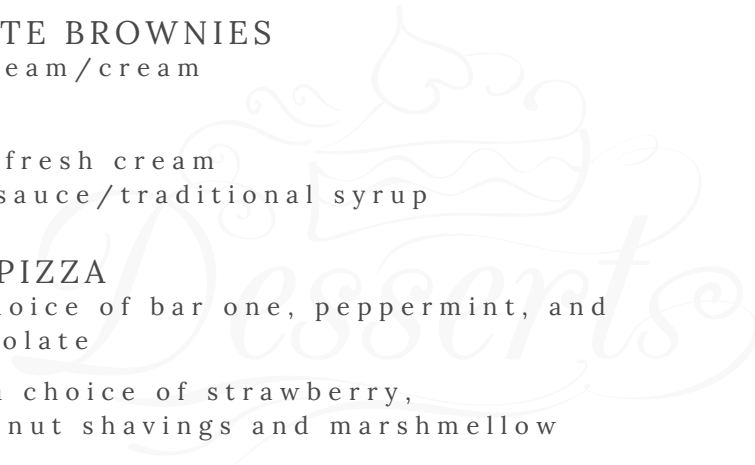 TE BROWNIES
eam/cream
fresh cream
sauce/traditional syrup
PIZZA
oice of bar one, peppermint, and
olate
choice of strawberry,
nut shavings and marshmellow
Desserts